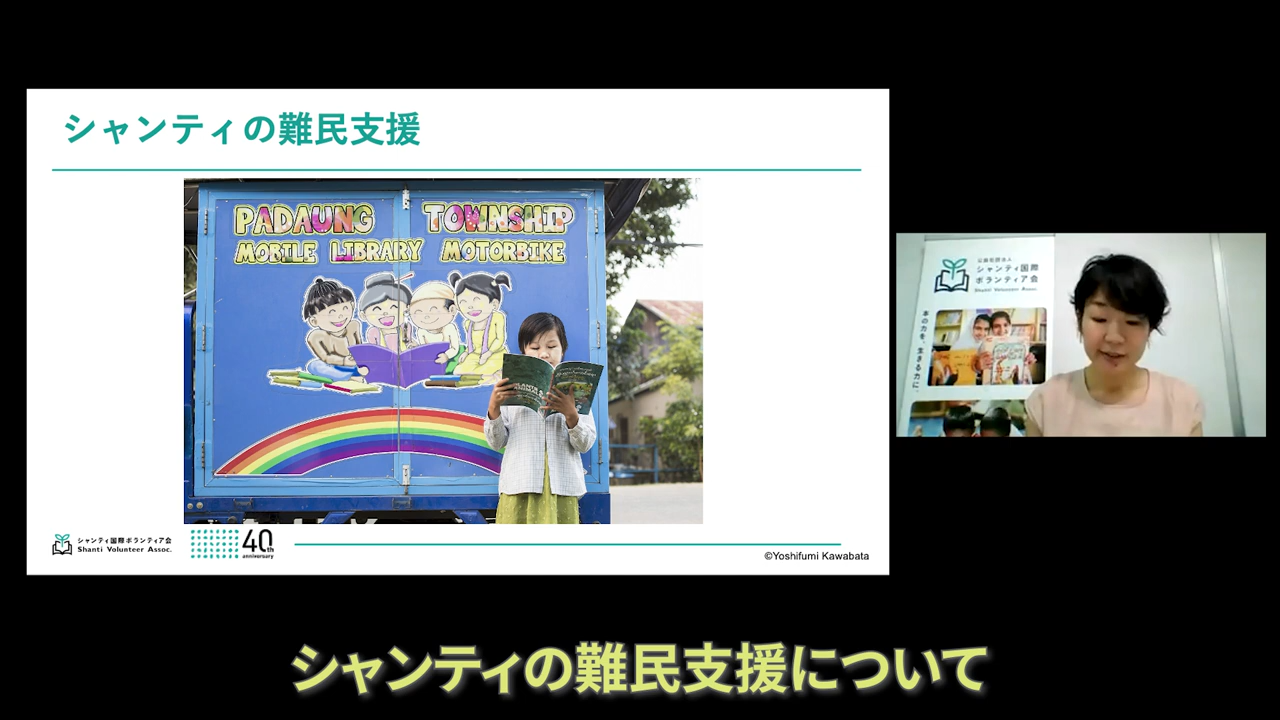 シャンティの難民支援
PADAUNG TOWNSHIP
MOBILE LIBRARY MOTORBIKE
シャンティ国際ボランティア会
Shanti Volunteer Assoc.
40th
anniversary
©Yoshifumi Kawabata
公益社団法人
シャンティ国際
ボランティア会
Shanti Volunteer Assoc.
本の力を、生きる力に。
シャンティの難民支援について